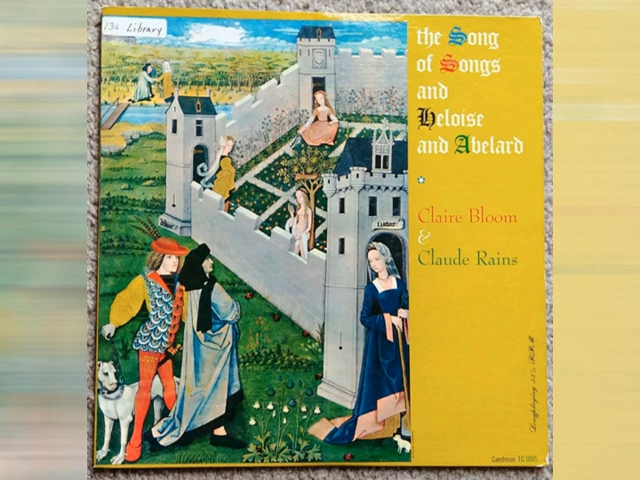 136 Library
the Song
of Songs
and
Heloise
and Abelard
Claire Bloom
&
Claude Rains
Caedmon TC 1085